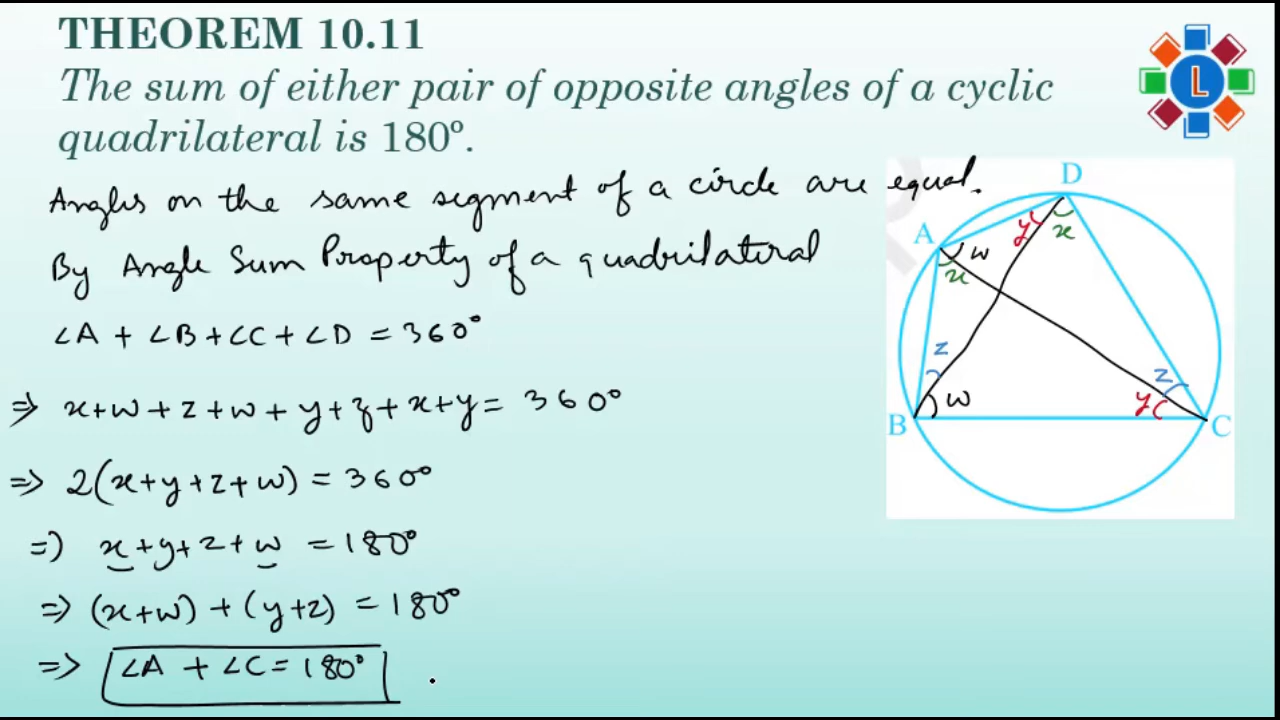 THEOREM 10.11
L
The sum of either pair of opposite angles of a cyclic
quadrilateral is 180º.
Angles on the same segment of a circle are equal.
By Angle Sum Property of a quadrilateral
∠A + ∠B + ∠C + ∠D = 360°
⇒ x+w+z+w+y+z+x+y = 360°
⇒ 2(x+y+z+w) = 360°
⇒ x+y+z+w = 180°
⇒ (x+w) + (y+z) = 180°
⇒ ∠A + ∠C = 180°
D
y x
A w
x
z z
B w y C